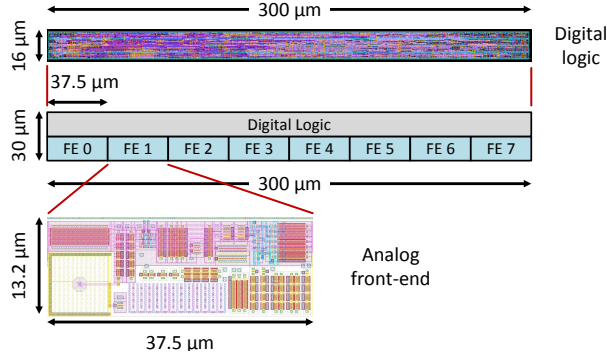 300 μm
16 μm
Digital
logic
37.5 μm
30 μm
Digital Logic
FE 0 FE 1 FE 2 FE 3 FE 4 FE 5 FE 6 FE 7
300 μm
13.2 μm
Analog
front-end
37.5 μm